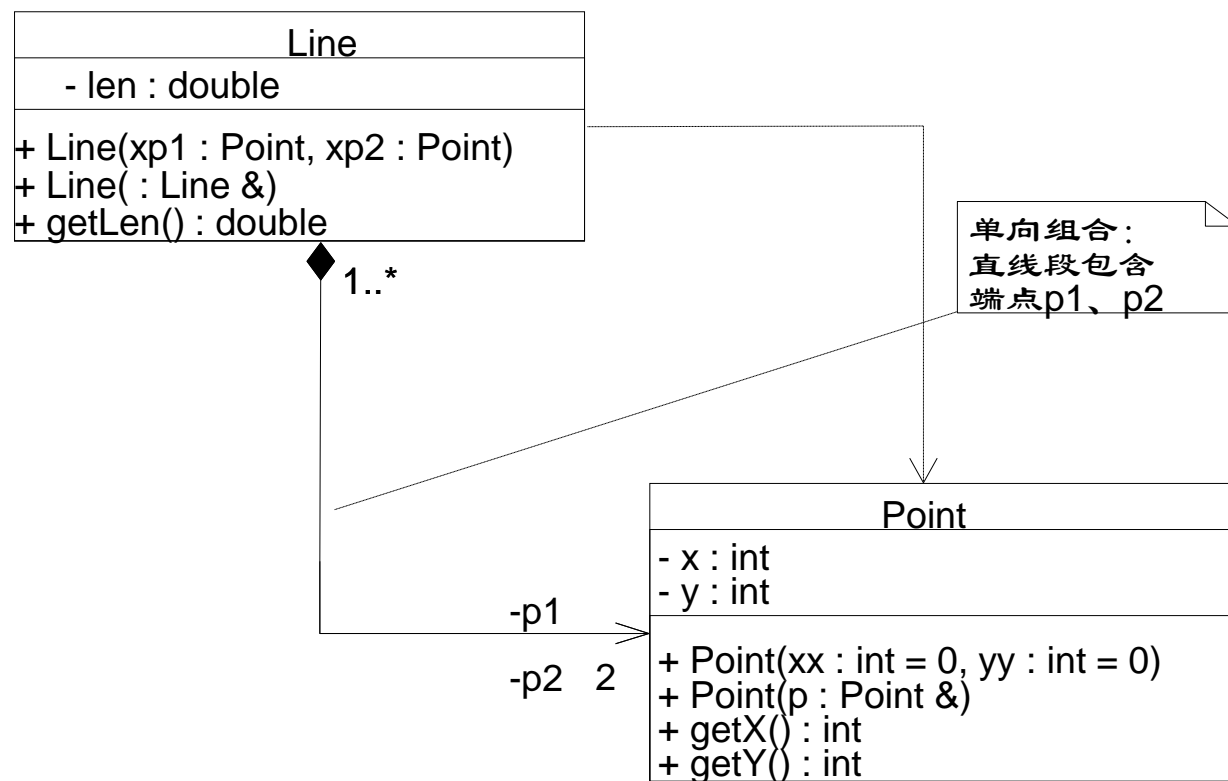 Line
- len : double
+ Line(xp1 : Point, xp2 : Point)
+ Line( : Line &)
+ getLen() : double
1..*
单向组合：
直线段包含
端点p1、p2
-p1
-p2 2
Point
- x : int
- y : int
+ Point(xx : int = 0, yy : int = 0)
+ Point(p : Point &)
+ getX() : int
+ getY() : int